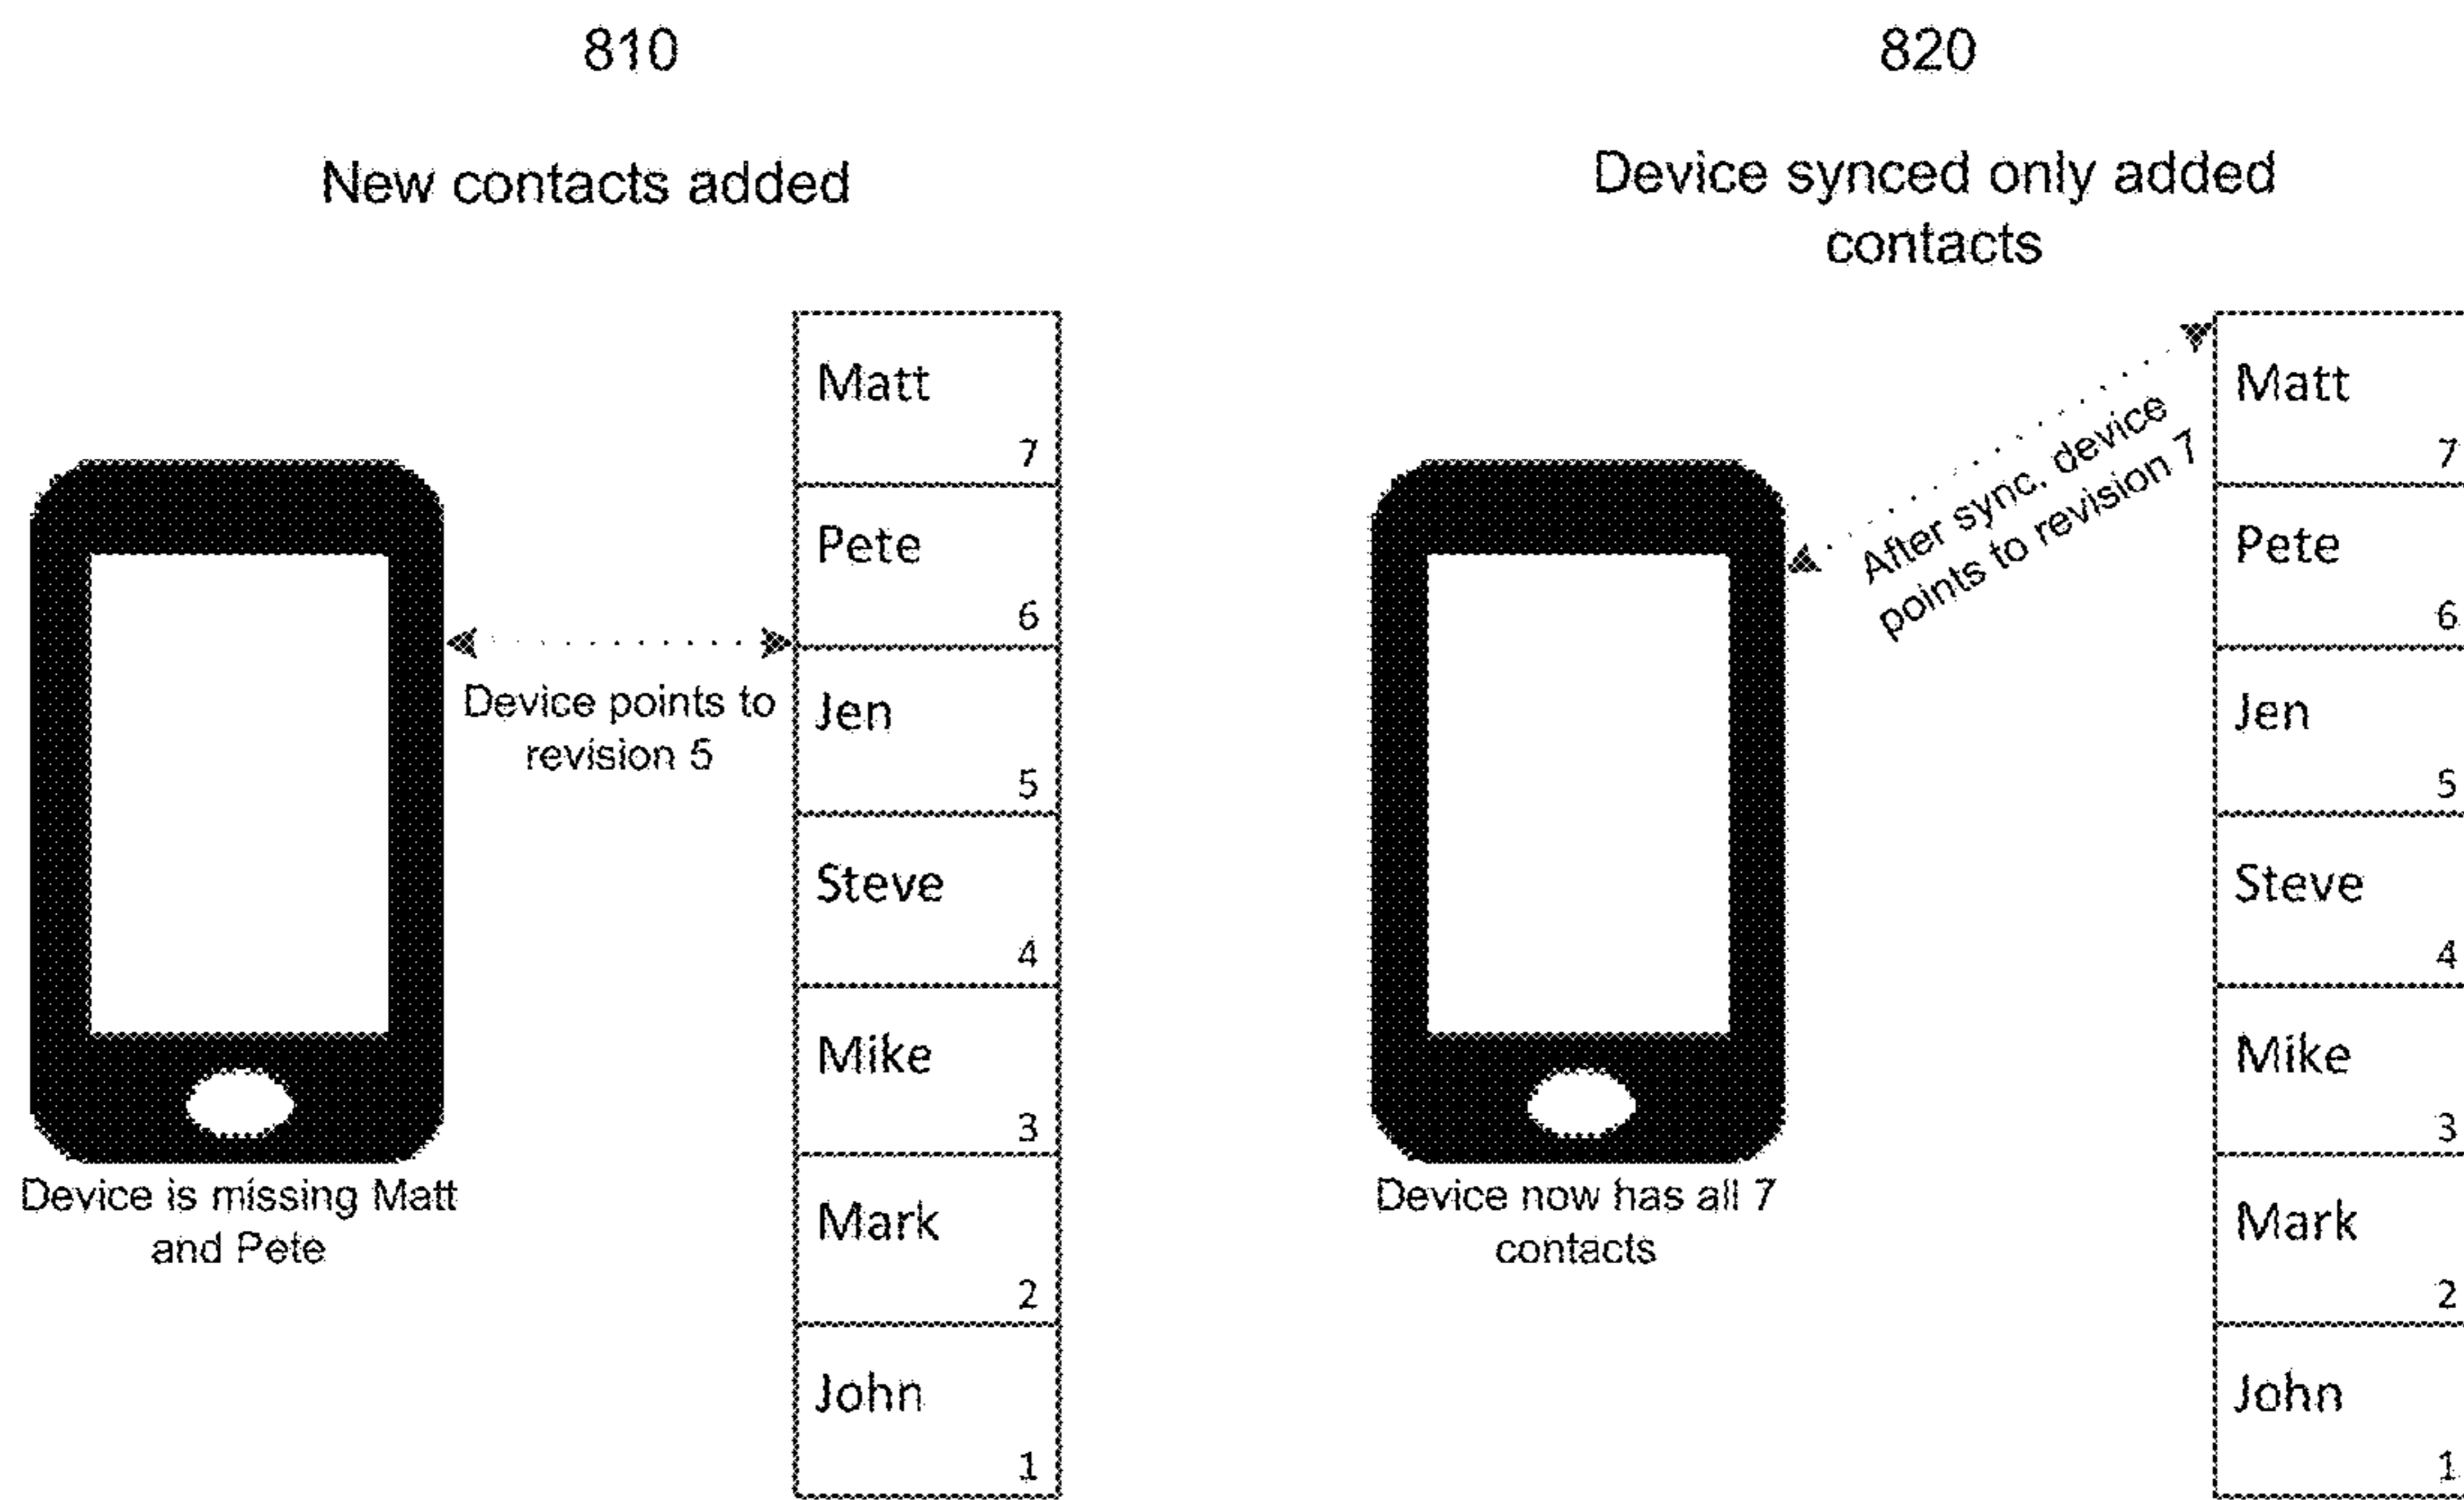 810
New contacts added
Matt
7
Pete
6
Device points to
revision 5
Jen
5
Steve
4
Mike
3
Mark
2
John
1
Device is missing Matt
and Pete
820
Device synced only added
contacts
After sync, device
points to revision 7
Matt
7
Pete
6
Jen
5
Steve
4
Mike
3
Mark
2
John
1
Device now has all 7
contacts